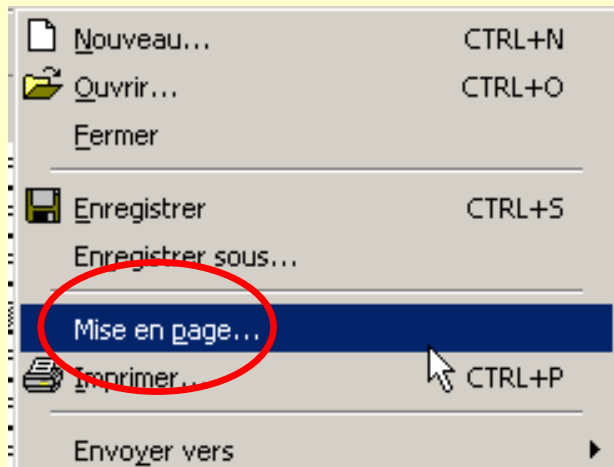 Nouveau... CTRL+N
Ouvrir... CTRL+O
Fermer
Enregistrer CTRL+S
Enregistrer sous...
Mise en page...
Imprimer... CTRL+P
Envoyer vers